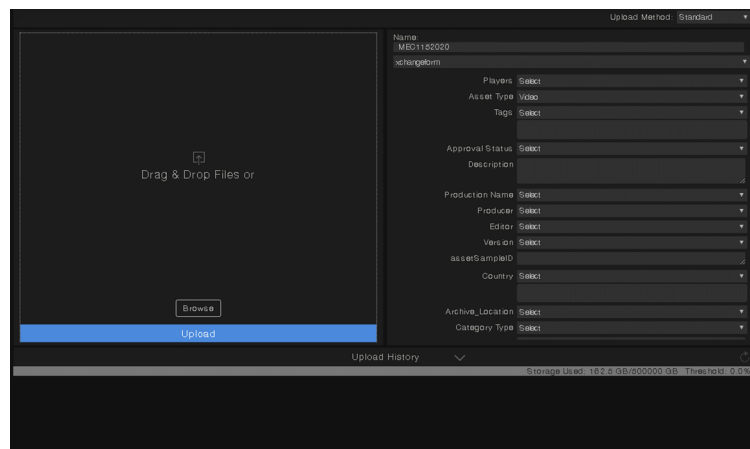 Upload Method: Standard
Name:
MEC1152020
xchangeform
Players Select
Asset Type Video
Tags Select
Approval Status Select
Description
Drag & Drop Files or
Production Name Select
Producer Select
Editor Select
Version Select
assetSampleID
Country Select
Browse
Archive_Location Select
Upload
Category Type Select
Upload History
Storage Used: 162.5 GB/500000 GB Threshold: 0.0%